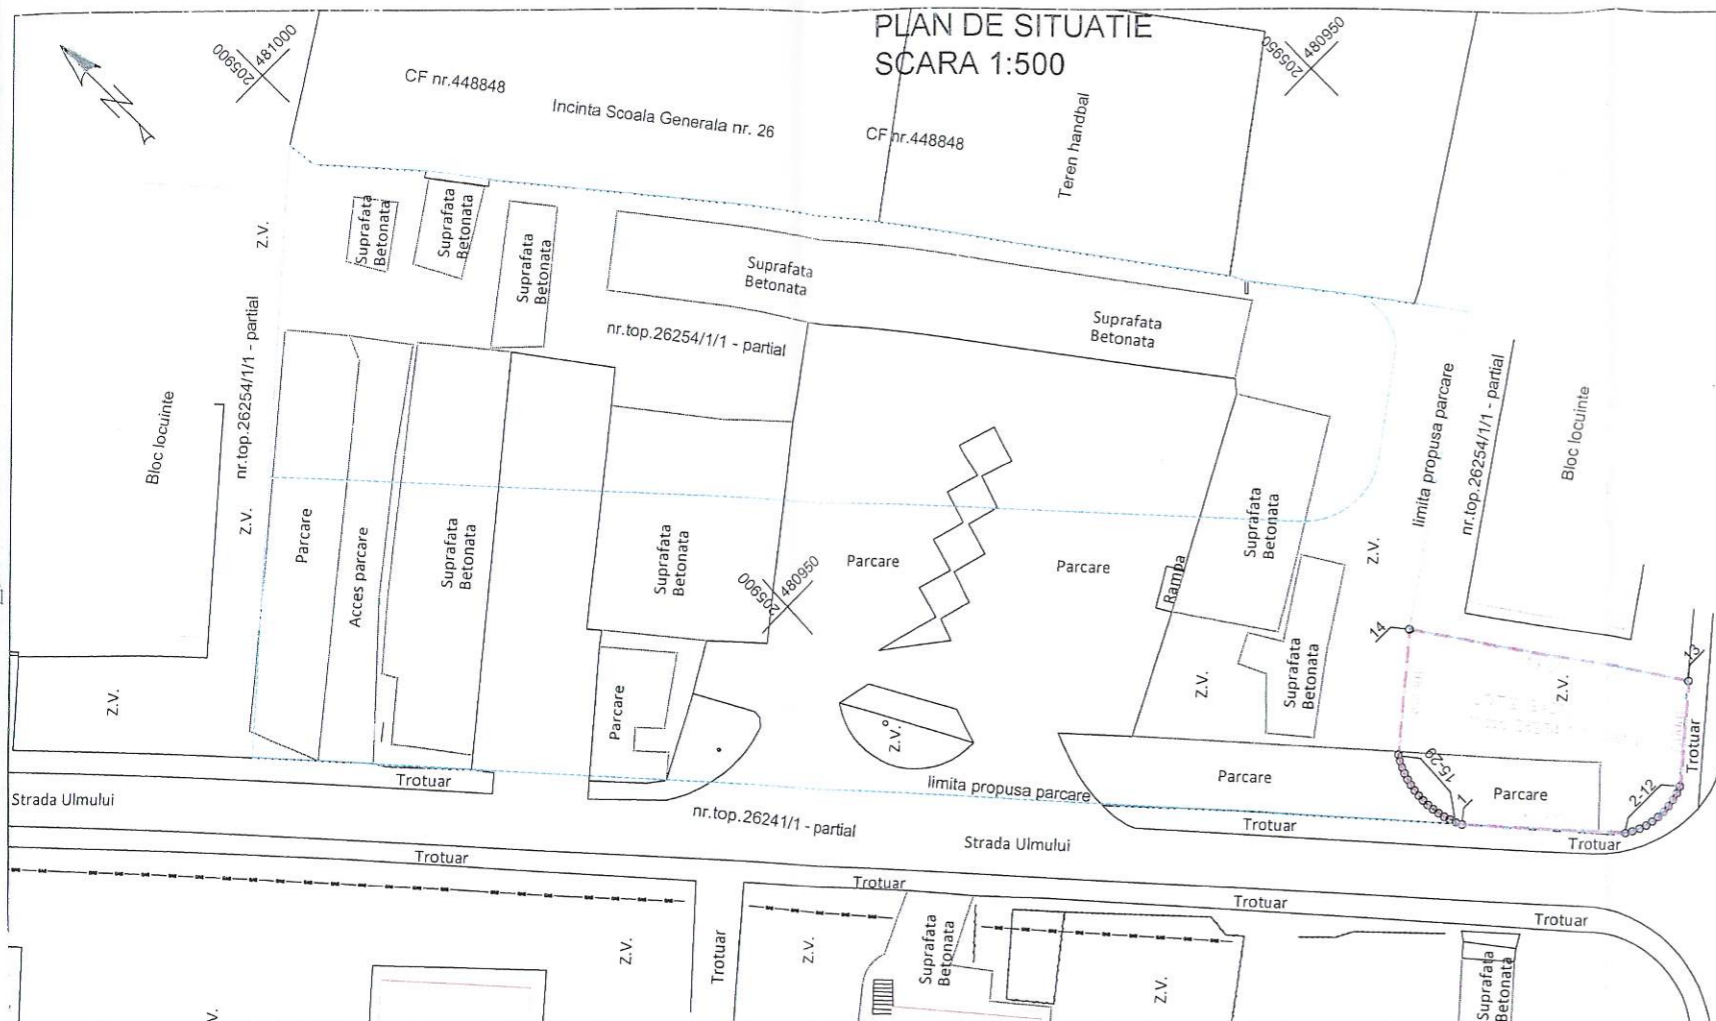 PLAN DE SITUATIE
SCARA 1:500
205900
481000
205950
480950
N
CF nr.448848
Incinta Scoala Generala nr. 26
CF nr.448848
Teren handbal
Z.V.
Suprafata
Betonata
Suprafata
Betonata
Suprafata
Betonata
Suprafata
Betonata
Suprafata
Betonata
nr.top.26254/1/1 - partial
nr.top.26254/1/1 - partial
limita propusa parcare
nr.top.26254/1/1 - partial
Bloc locuinte
Bloc locuinte
Z.V.
Parcare
Acces parcare
Suprafata
Betonata
Suprafata
Betonata
205900
480950
Parcare
Parcare
Rampa
Suprafata
Betonata
Z.V.
Suprafata
Betonata
14
13
Z.V.
Z.V.
Z.V.
Parcare
Z.V.
Trotuar
Parcare
15-29
1
Parcare
2-12
Trotuar
limita propusa parcare
Strada Ulmului
nr.top.26241/1 - partial
Trotuar
Strada Ulmului
Trotuar
Trotuar
Trotuar
Trotuar
Trotuar
Z.V.
Trotuar
Z.V.
Suprafata
Betonata
Z.V.
Suprafata
Betonata